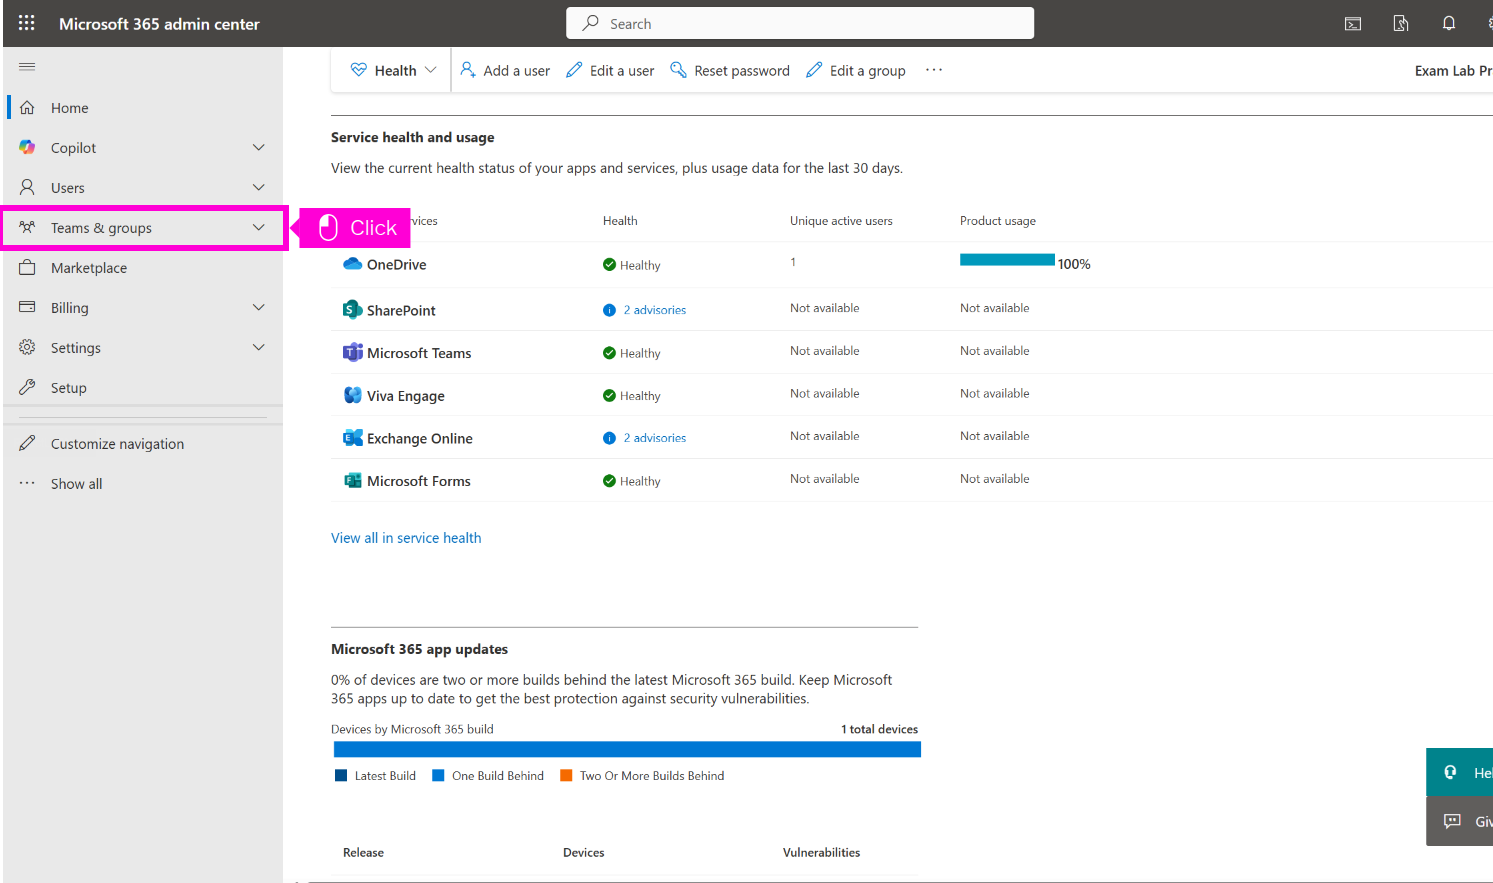 Microsoft 365 admin center
Search
Health
Add a user
Edit a user
Reset password
Edit a group
Exam Lab Pr
Home
Copilot
Users
Teams & groups
Click
Marketplace
Billing
Settings
Setup
Customize navigation
Show all
Service health and usage
View the current health status of your apps and services, plus usage data for the last 30 days.
vices Health Unique active users Product usage
OneDrive Healthy 1 100%
SharePoint 2 advisories Not available Not available
Microsoft Teams Healthy Not available Not available
Viva Engage Healthy Not available Not available
Exchange Online 2 advisories Not available Not available
Microsoft Forms Healthy Not available Not available
View all in service health
Microsoft 365 app updates
0% of devices are two or more builds behind the latest Microsoft 365 build. Keep Microsoft
365 apps up to date to get the best protection against security vulnerabilities.
Devices by Microsoft 365 build 1 total devices
Latest Build One Build Behind Two Or More Builds Behind
Release Devices Vulnerabilities
Hel
Giv